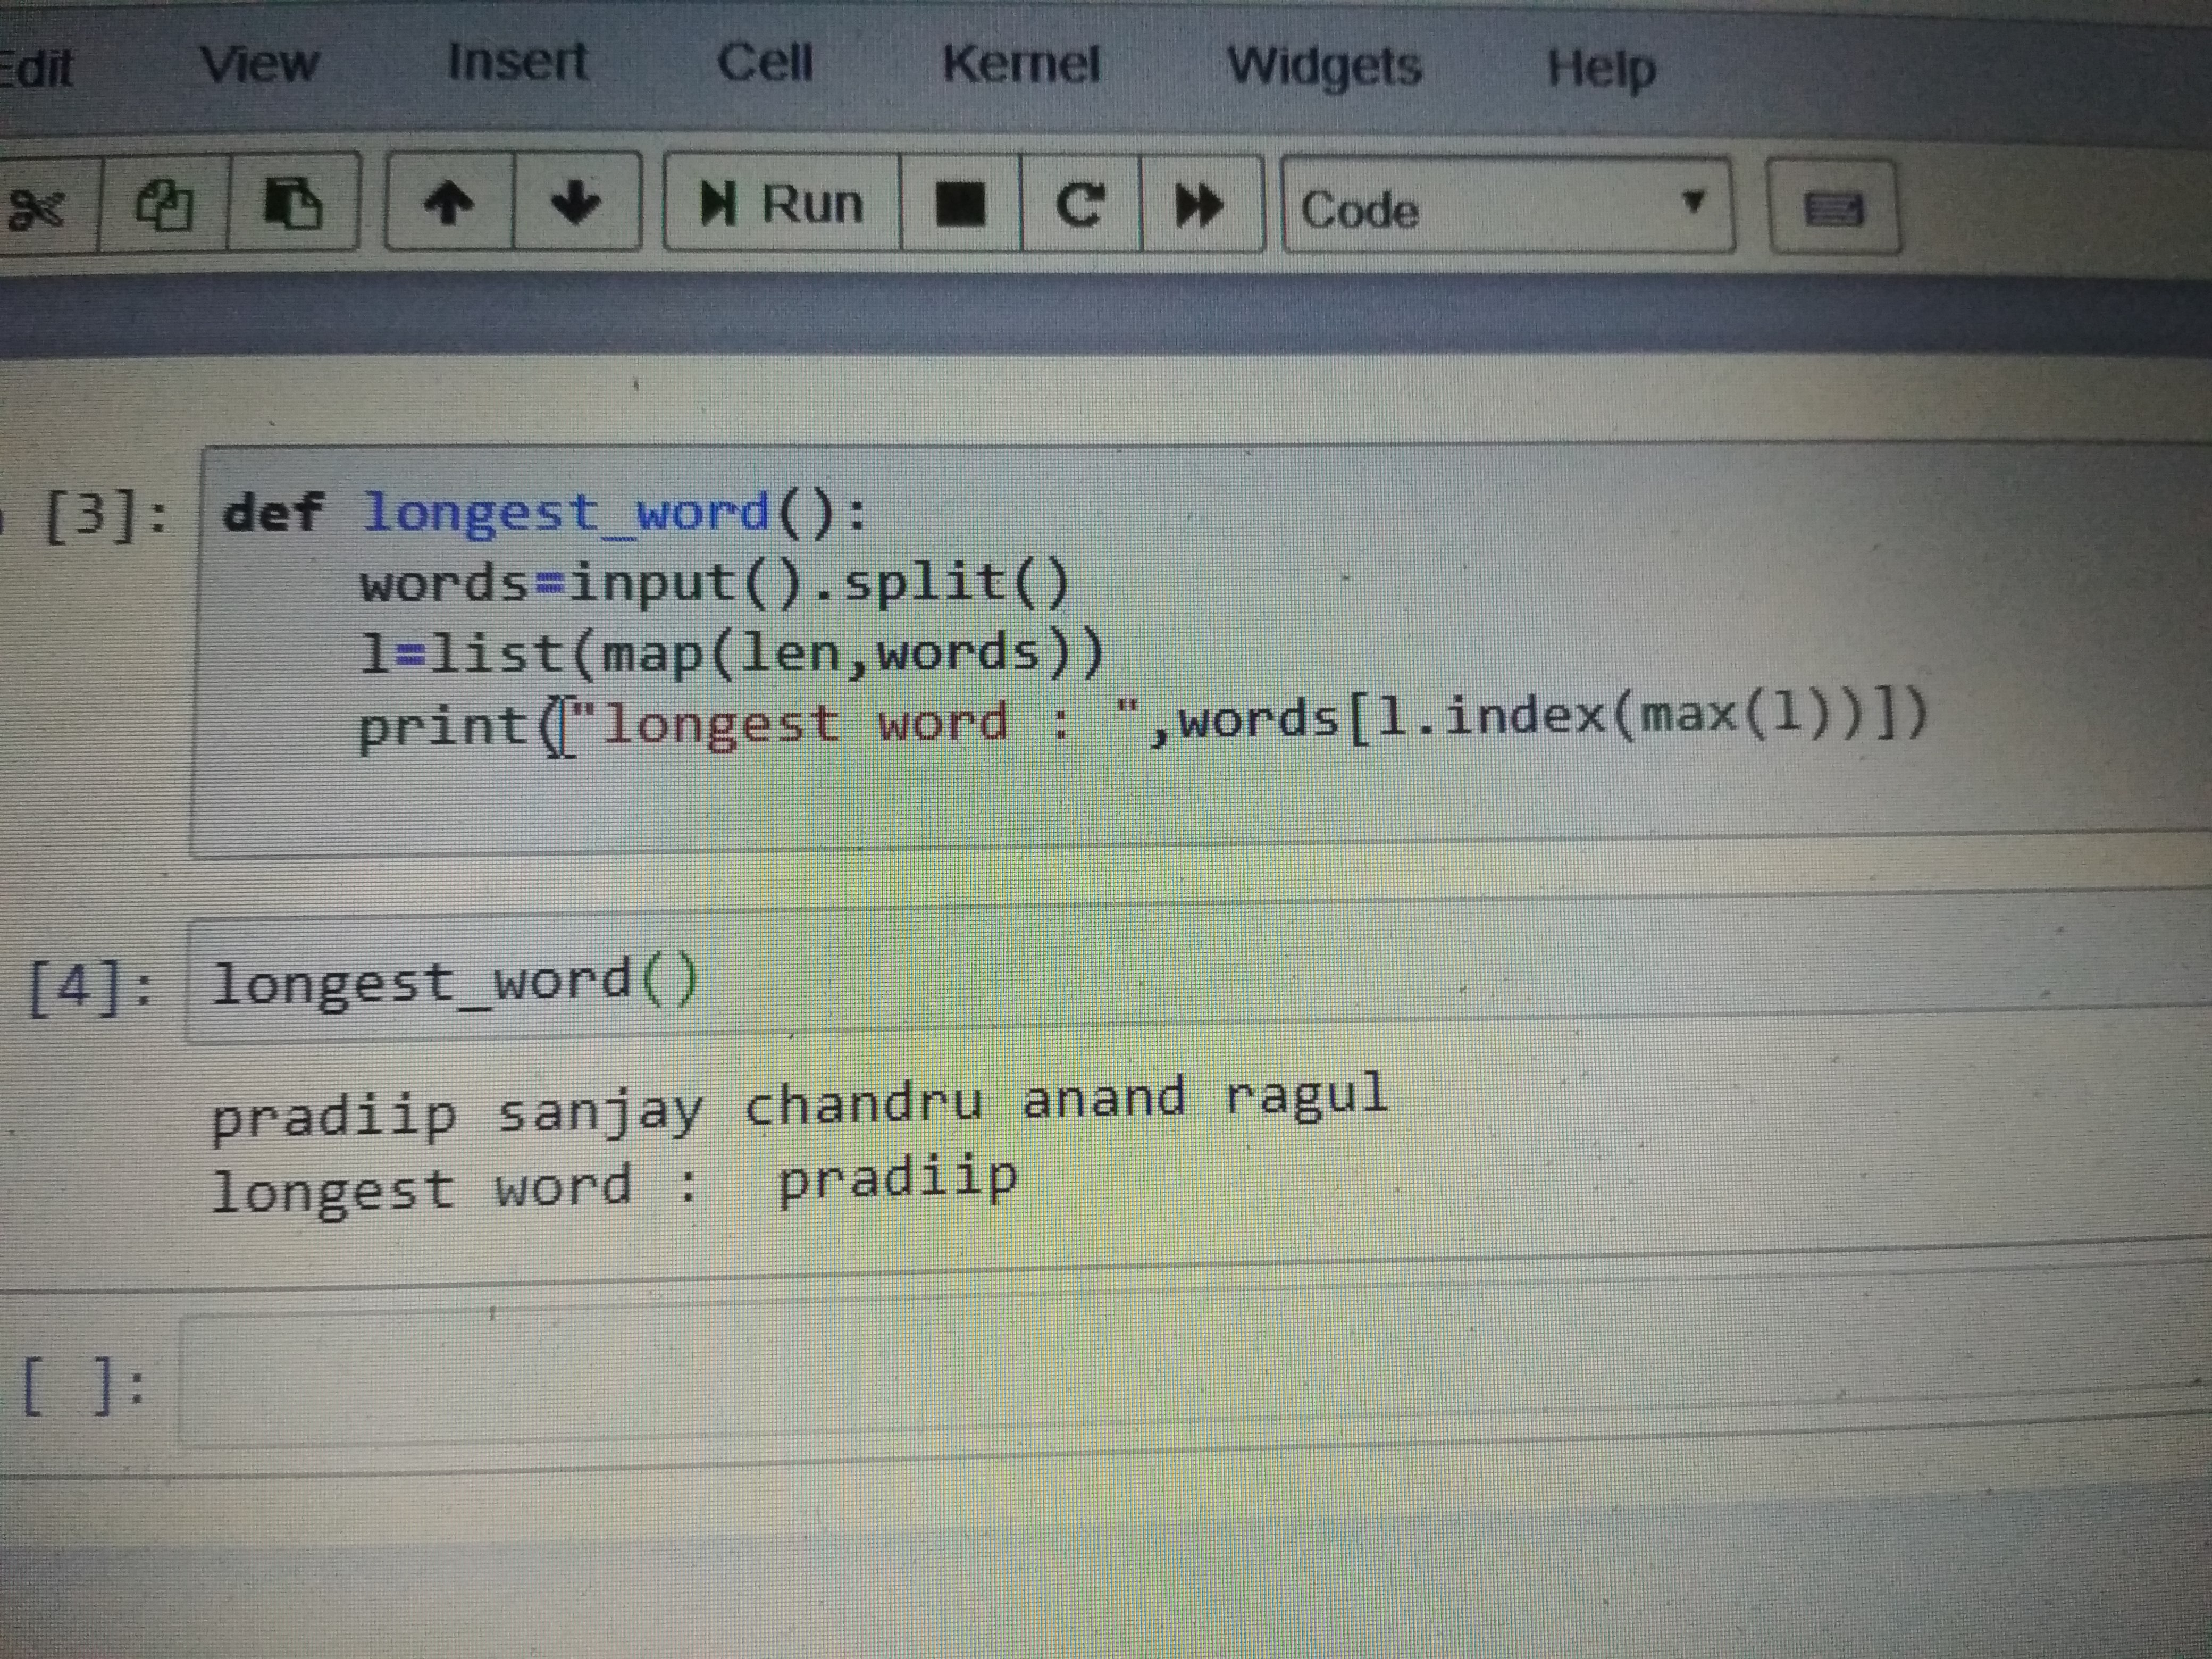 Edit View Insert Cell Kernel Widgets Help
Run Code
[3]: def longest_word():
words=input().split()
l=list(map(len,words))
print("longest word : ",words[l.index(max(l))])
[4]: longest_word()
pradiip sanjay chandru anand ragul
longest word :  pradiip
[ ]: